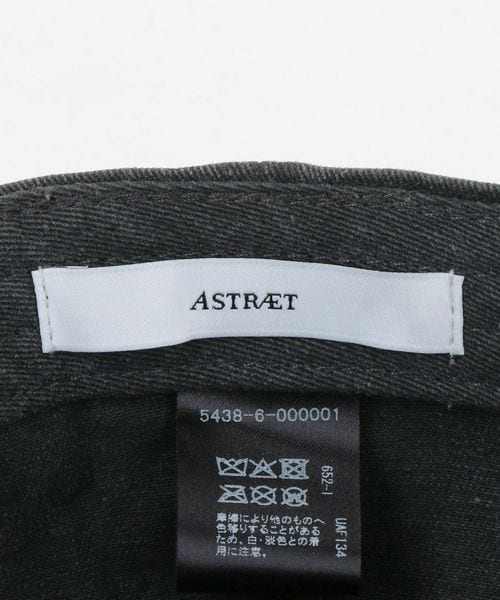 ASTRÆT
5438-6-000001
652-1
UAF134
摩擦により他のものへ
色移りすることがある
ため、白・淡色との着
用に注意。